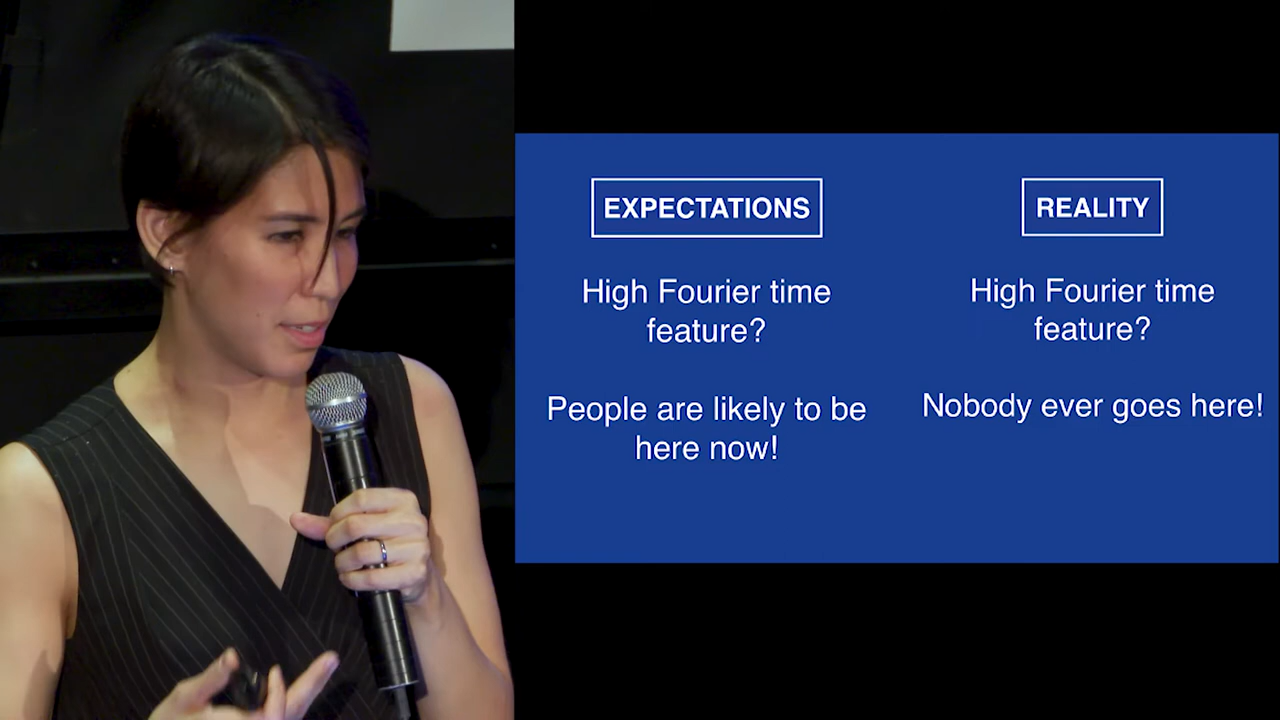 EXPECTATIONS
High Fourier time
feature?
People are likely to be
here now!
REALITY
High Fourier time
feature?
Nobody ever goes here!